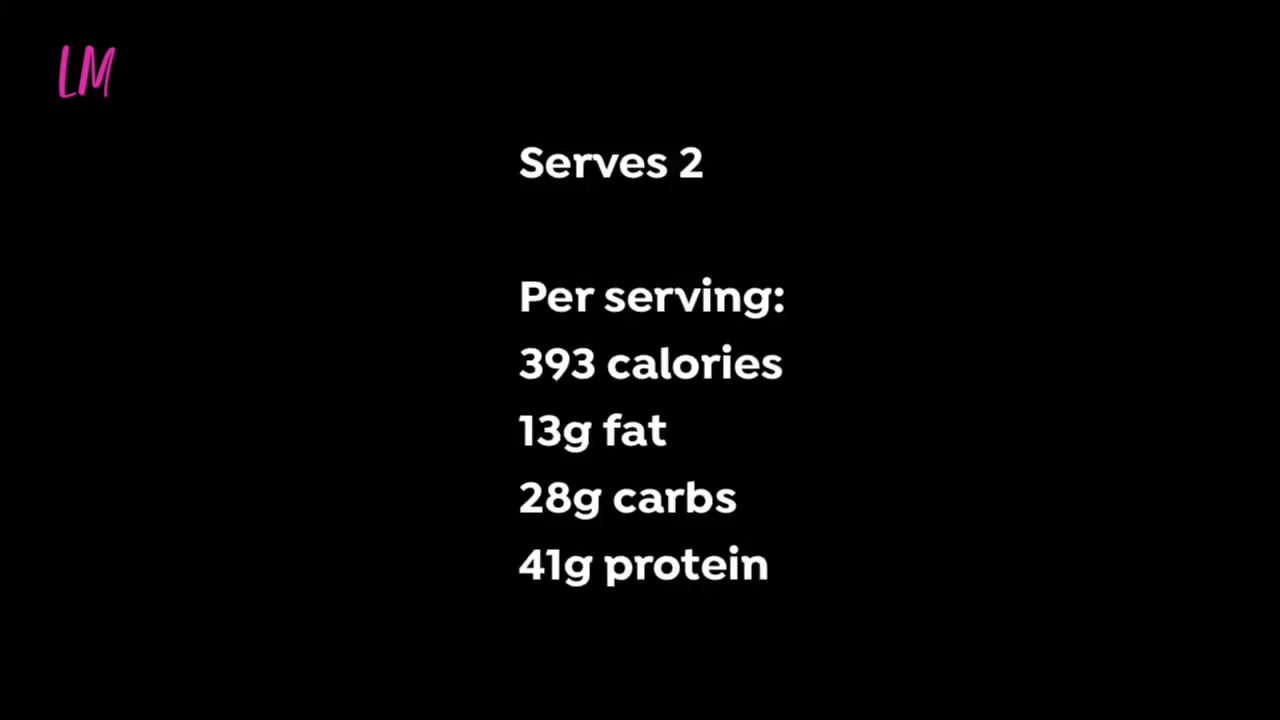 LM
Serves 2
Per serving:
393 calories
13g fat
28g carbs
41g protein